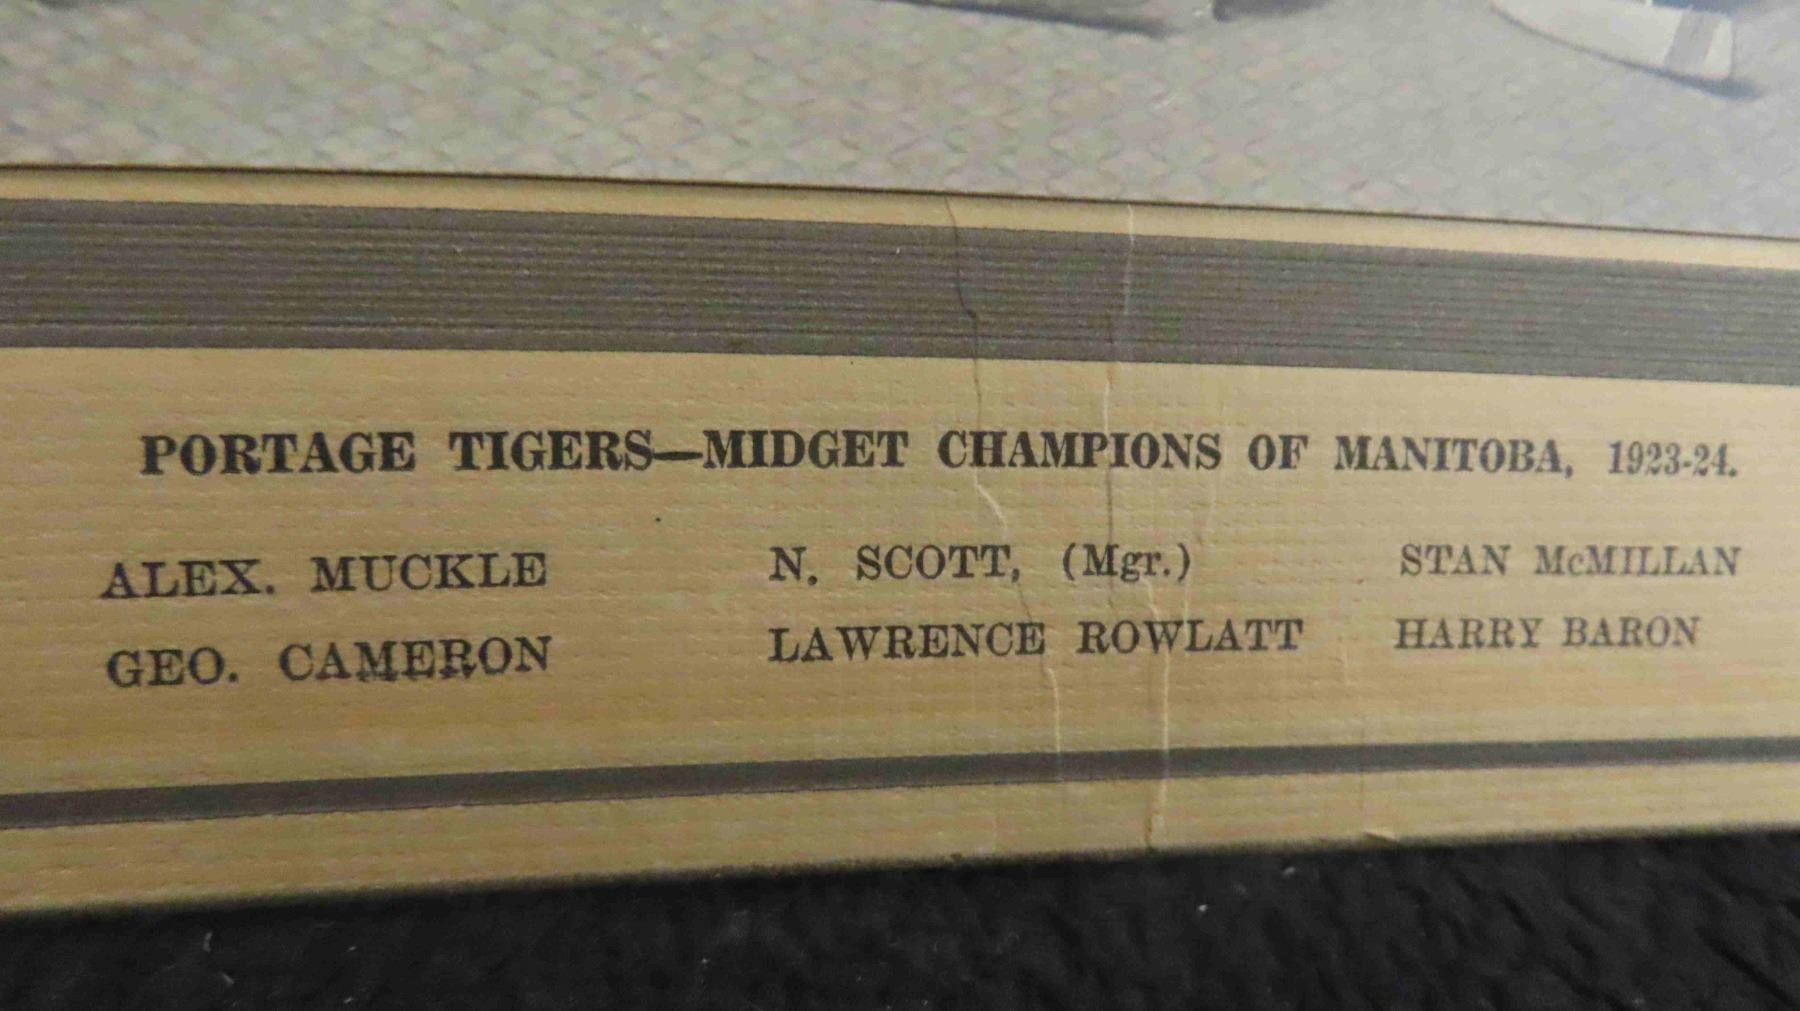 PORTAGE TIGERS—MIDGET CHAMPIONS OF MANITOBA, 1923-24.
ALEX. MUCKLE N. SCOTT, (Mgr.) STAN McMILLAN
GEO. CAMERON LAWRENCE ROWLATT HARRY BARON